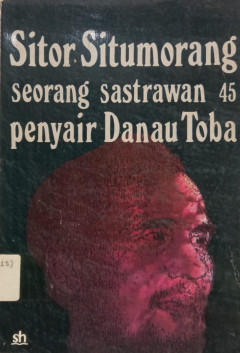 Sitor Situmorang
seorang sastrawan 45
penyair Danau Toba
sh